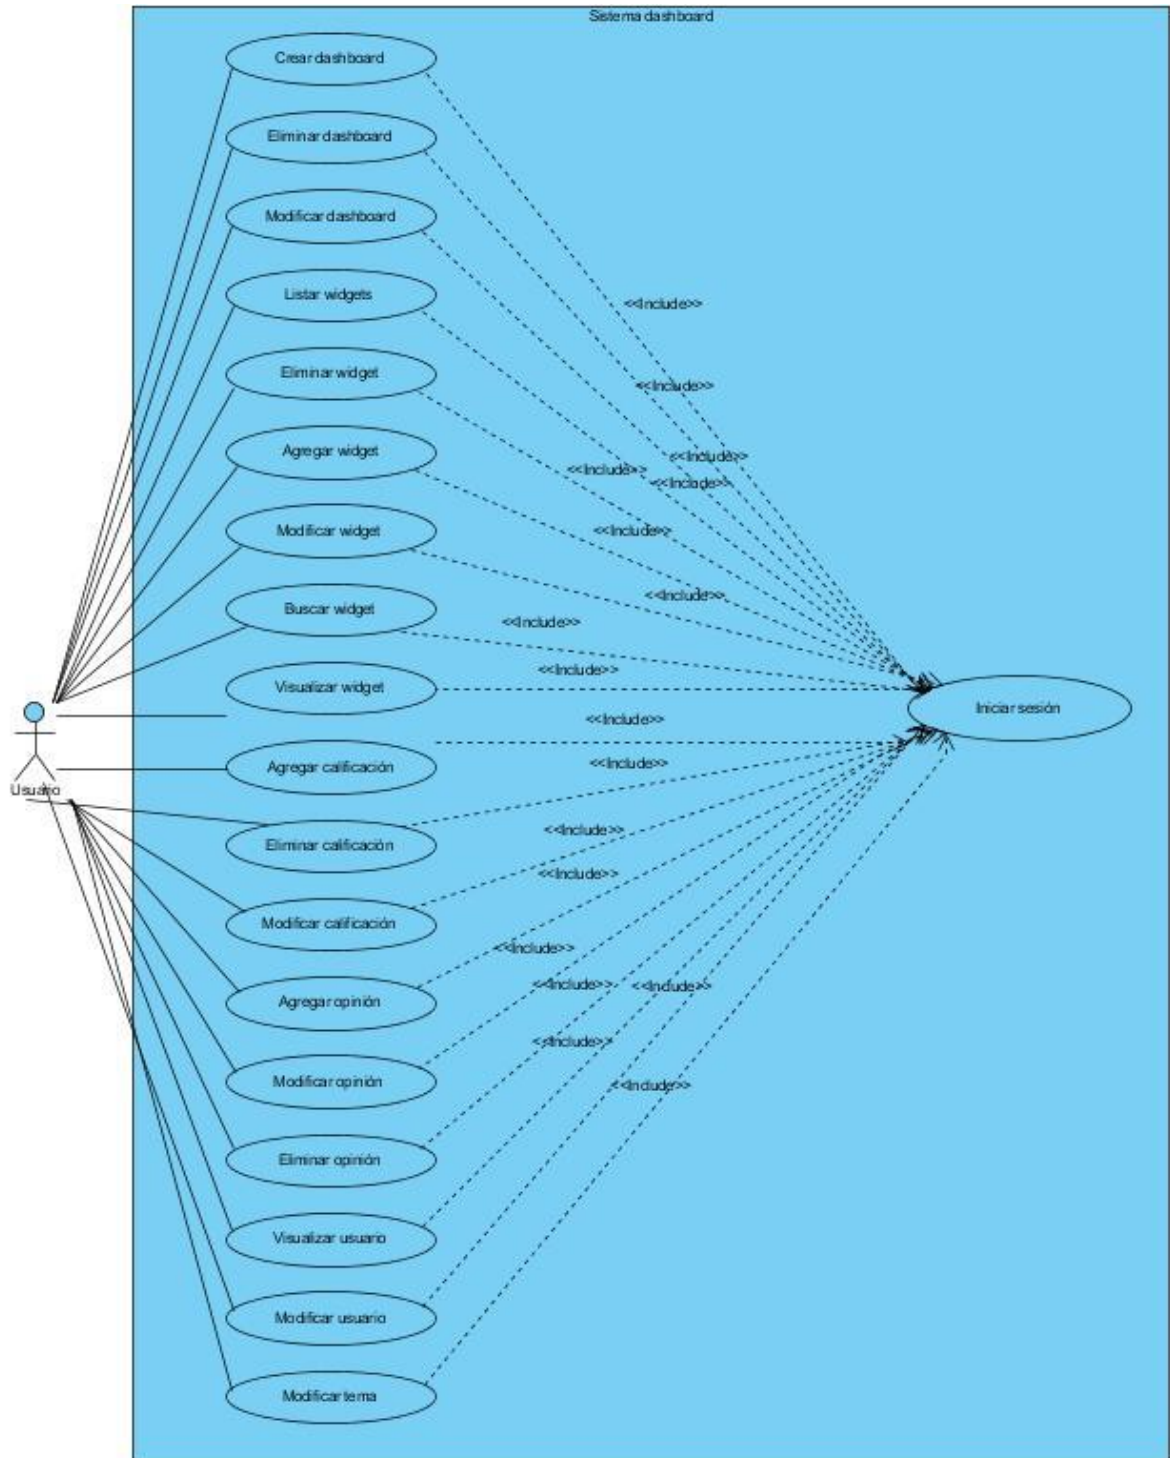 Sistema dashboard
Crear dashboard
Eliminar dashboard
Modificar dashboard
Listar widgets
<<Include>>
Eliminar widget
<<Include>>
Agregar widget
<<Include>>
<<Include>>
<<Include>>
Modificar widget
<<Include>>
<<Include>>
Buscar widget
<<Include>>
Visualizar widget
<<Include>>
Iniciar sesión
<<Include>>
Agregar calificación
<<Include>>
Usuário
Eliminar calificación
<<Include>>
<<Include>>
Modificar calificación
<<Include>>
Agregar opinión
<<Include>>
<<Include>>
<<Include>>
Modificar opinión
<<Include>>
Eliminar opinión
Visualizar usuario
Modificar usuario
Modificar tema